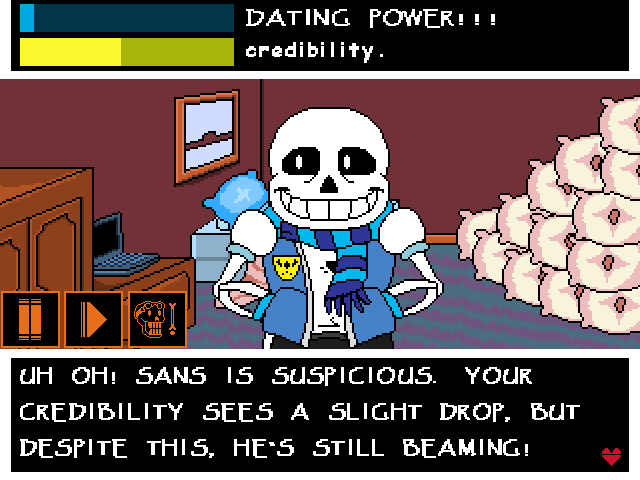 DATING POWER!!!
credibility.
UH OH! SANS IS SUSPICIOUS. YOUR
CREDIBILITY SEES A SLIGHT DROP, BUT
DESPITE THIS, HE'S STILL BEAMING!